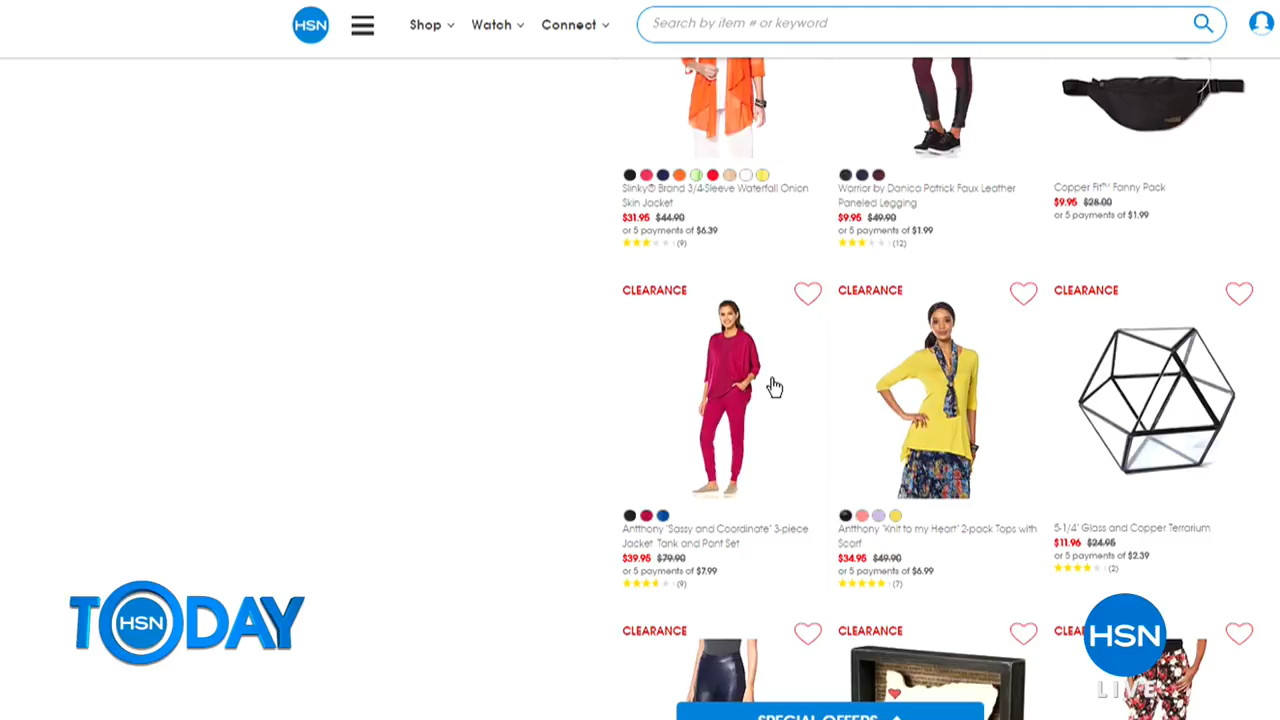 HSN
Shop
Watch
Connect
Search by item # or keyword
Slinky® Brand 3/4-Sleeve Waterfall Onion
Skin Jacket
$31.95 $44.90
or 5 payments of $6.39
(9)
Warrior by Danica Patrick Faux Leather
Paneled Legging
$9.95 $49.90
or 5 payments of $1.99
(12)
Copper Fit™ Fanny Pack
$9.95 $28.00
or 5 payments of $1.99
CLEARANCE
CLEARANCE
CLEARANCE
Antthony "Sassy and Coordinate" 3-piece
Jacket, Tank and Pant Set
$39.95 $79.90
or 5 payments of $7.99
(9)
Antthony "Knit to my Heart" 2-pack Tops with
Scarf
$34.95 $49.90
or 5 payments of $6.99
(7)
5-1/4" Glass and Copper Terrarium
$11.96 $24.95
or 5 payments of $2.39
(2)
TODAY
HSN
CLEARANCE
CLEARANCE
CLEA
HSN
LIVE
SPECIAL OFFERS